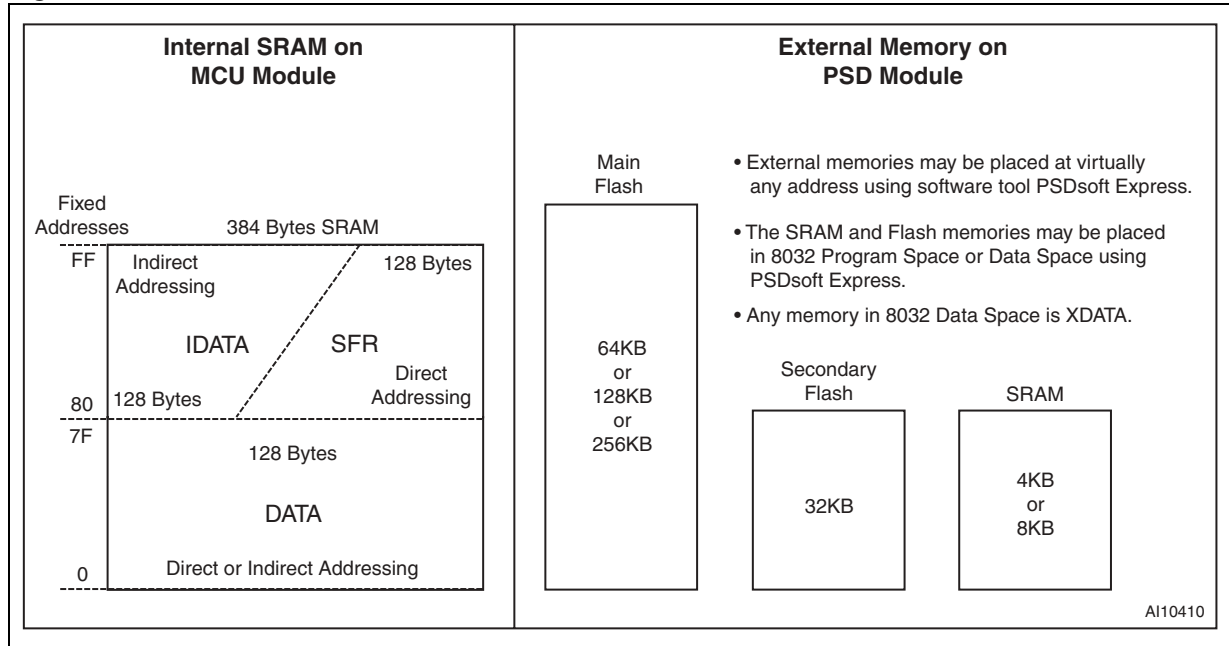 Internal SRAM on
MCU Module
Fixed
Addresses
384 Bytes SRAM
FF
Indirect
Addressing
128 Bytes
IDATA
SFR
Direct
Addressing
128 Bytes
80
7F
128 Bytes
DATA
Direct or Indirect Addressing
0
External Memory on
PSD Module
Main
Flash
64KB
or
128KB
or
256KB
• External memories may be placed at virtually
any address using software tool PSDsoft Express.
• The SRAM and Flash memories may be placed
in 8032 Program Space or Data Space using
PSDsoft Express.
• Any memory in 8032 Data Space is XDATA.
Secondary
Flash
32KB
SRAM
4KB
or
8KB
AI10410